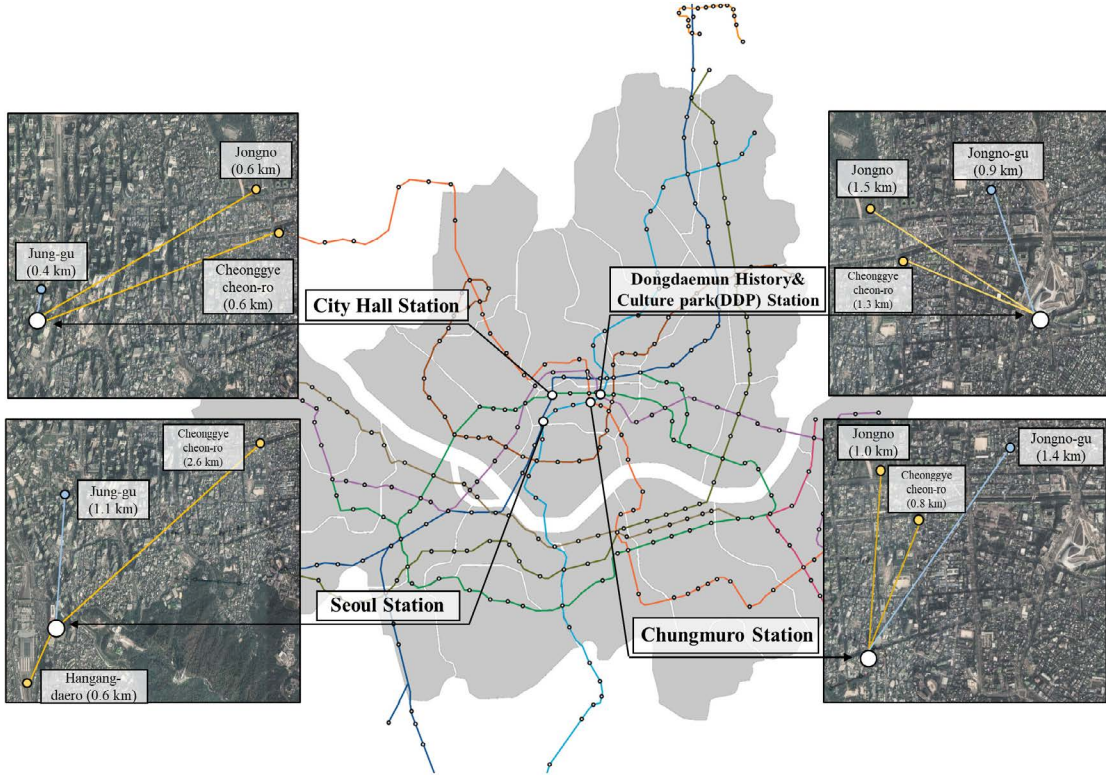 Jongno
(0.6 km)
Jung-gu
(0.4 km)
Cheonggye
cheon-ro
(0.6 km)
City Hall Station
Dongdaemun History&
Culture park(DDP) Station
Jongno
(1.5 km)
Jongno-gu
(0.9 km)
Cheonggye
cheon-ro
(1.3 km)
Cheonggye
cheon-ro
(2.6 km)
Jung-gu
(1.1 km)
Hangang-
daero (0.6 km)
Seoul Station
Chungmuro Station
Jongno
(1.0 km)
Cheonggye
cheon-ro
(0.8 km)
Jongno-gu
(1.4 km)